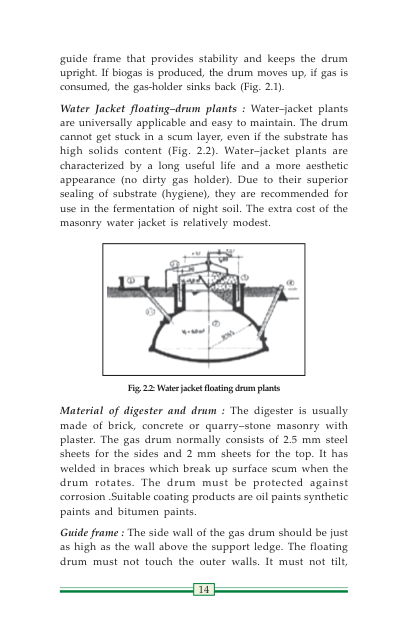 guide frame that provides stability and keeps the drum
upright. If biogas is produced, the drum moves up, if gas is
consumed, the gas-holder sinks back (Fig. 2.1).
Water Jacket floating–drum plants : Water–jacket plants
are universally applicable and easy to maintain. The drum
cannot get stuck in a scum layer, even if the substrate has
high solids content (Fig. 2.2). Water–jacket plants are
characterized by a long useful life and a more aesthetic
appearance (no dirty gas holder). Due to their superior
sealing of substrate (hygiene), they are recommended for
use in the fermentation of night soil. The extra cost of the
masonry water jacket is relatively modest.
Fig. 2.2: Water jacket floating drum plants
Material of digester and drum : The digester is usually
made of brick, concrete or quarry–stone masonry with
plaster. The gas drum normally consists of 2.5 mm steel
sheets for the sides and 2 mm sheets for the top. It has
welded in braces which break up surface scum when the
drum rotates. The drum must be protected against
corrosion .Suitable coating products are oil paints synthetic
paints and bitumen paints.
Guide frame : The side wall of the gas drum should be just
as high as the wall above the support ledge. The floating
drum must not touch the outer walls. It must not tilt,
14